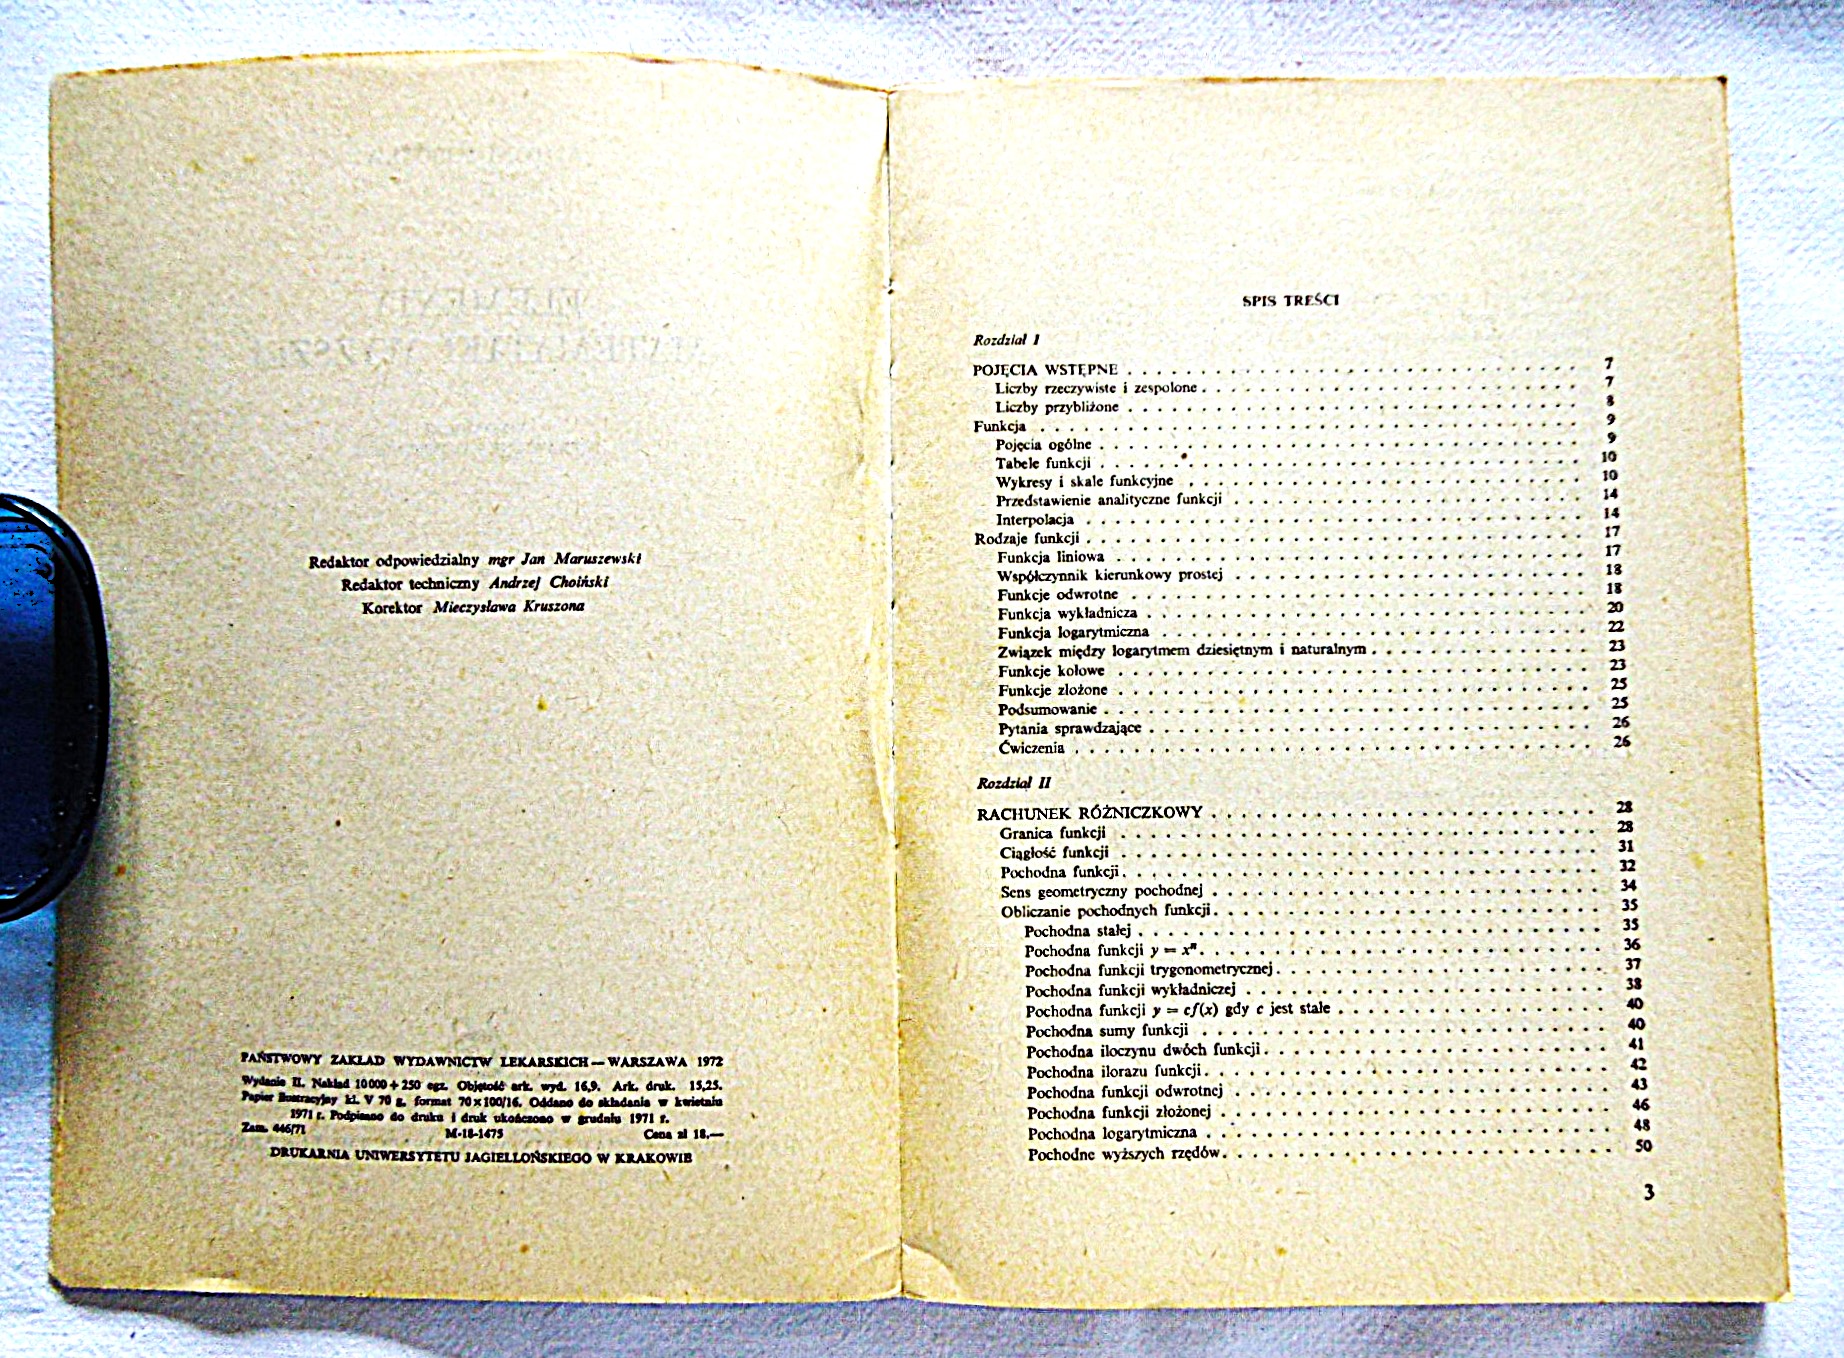 Redaktor odpowiedzialny mgr Jan Maruszewski
Redaktor techniczny Andrzej Choiński
Korektor Mieczysława Kruszona
PAŃSTWOWY ZAKŁAD WYDAWNICTW LEKARSKICH — WARSZAWA 1972
Wydanie II. Nakład 10000 + 250 egz. Objętość ark. wyd. 16,9. Ark. druk. 15,25.
Papier ilustracyjny kl. V 70 g, format 70 x 100/16. Oddano do składania w kwietniu
1971 r. Podpisano do druku i druk ukończono w grudniu 1971 r.
Zam. 446/71 M-18-1475 Cena zł 18,—
DRUKARNIA UNIWERSYTETU JAGIELLOŃSKIEGO W KRAKOWIE
SPIS TREŚCI
Rozdział I
POJĘCIA WSTĘPNE . . . 7
Liczby rzeczywiste i zespolone . . . 7
Liczby przybliżone . . . 8
Funkcja . . . 9
Pojęcia ogólne . . . 9
Tabele funkcji . . . 10
Wykresy i skale funkcyjne . . . 10
Przedstawienie analityczne funkcji . . . 14
Interpolacja . . . 14
Rodzaje funkcji . . . 17
Funkcja liniowa . . . 17
Współczynnik kierunkowy prostej . . . 18
Funkcje odwrotne . . . 18
Funkcja wykładnicza . . . 20
Funkcja logarytmiczna . . . 22
Związek między logarytmem dziesiętnym i naturalnym . . . 23
Funkcje kołowe . . . 23
Funkcje złożone . . . 25
Podsumowanie . . . 25
Pytania sprawdzające . . . 26
Ćwiczenia . . . 26
Rozdział II
RACHUNEK RÓŻNICZKOWY . . . 28
Granica funkcji . . . 28
Ciągłość funkcji . . . 31
Pochodna funkcji . . . 32
Sens geometryczny pochodnej . . . 34
Obliczanie pochodnych funkcji . . . 35
Pochodna stałej . . . 35
Pochodna funkcji y = xⁿ . . . 36
Pochodna funkcji trygonometrycznej . . . 37
Pochodna funkcji wykładniczej . . . 38
Pochodna funkcji y = cf(x) gdy c jest stałe . . . 40
Pochodna sumy funkcji . . . 40
Pochodna iloczynu dwóch funkcji . . . 41
Pochodna ilorazu funkcji . . . 42
Pochodna funkcji odwrotnej . . . 43
Pochodna funkcji złożonej . . . 46
Pochodna logarytmiczna . . . 48
Pochodne wyższych rzędów . . . 50
3